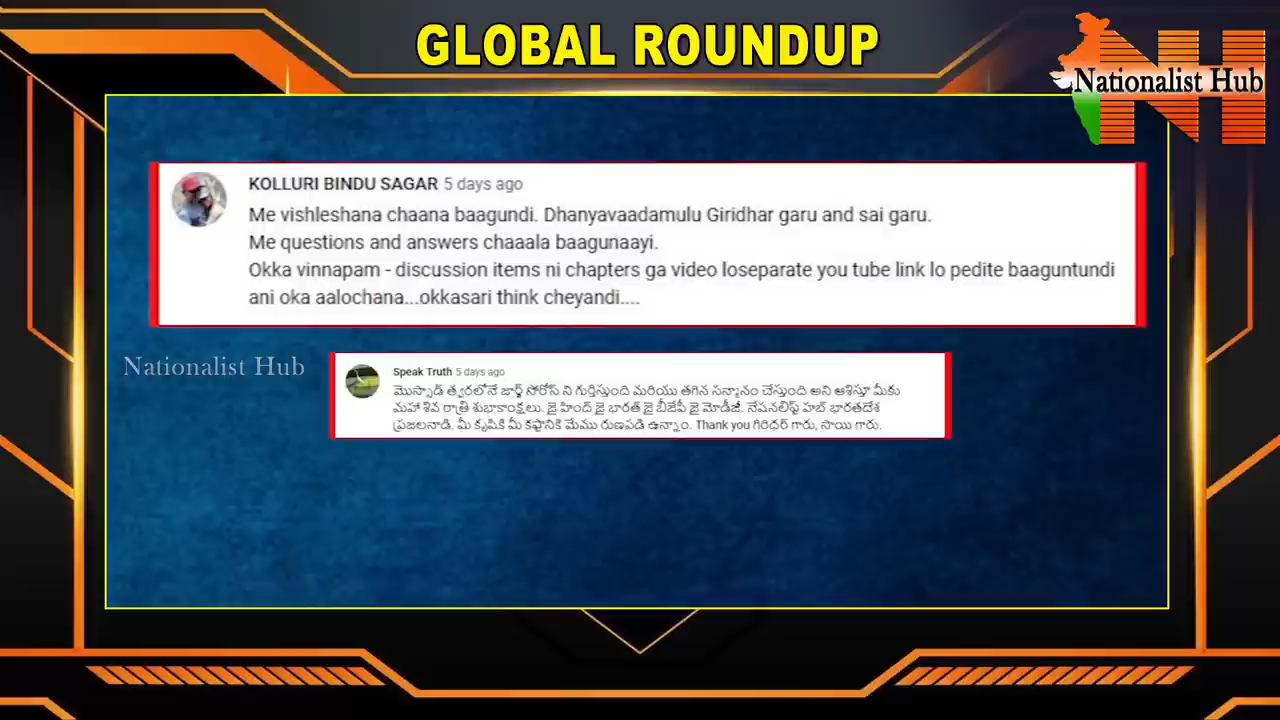 GLOBAL ROUNDUP
Nationalist Hub
KOLLURI BINDU SAGAR 5 days ago
Me vishleshana chaana baagundi. Dhanyavaadamulu Giridhar garu and sai garu.
Me questions and answers chaaala baagunaayi.
Okka vinnapam - discussion items ni chapters ga video loseparate you tube link lo pedite baaguntundi
ani oka aalochana...okkasari think cheyandi....
Nationalist Hub
Speak Truth 5 days ago
మొస్సాడ్ త్వరలోనే జార్జ్ సోరోస్ ని గుర్తిస్తుంది మరియు తగిన సన్మానం చేస్తుంది అని ఆశిస్తూ మీకు
మహా శివ రాత్రి శుభాకాంక్షలు. జై హింద్ జై భారత్ జై బీజేపీ జై మోడీజీ. నేషనలిస్ట్ హబ్ భారతదేశ
ప్రజలనాడి. మీ కృషికి మీ కష్టానికి మేము రుణపడి ఉన్నాం. Thank you గిరిధర్ గారు, సాయి గారు.